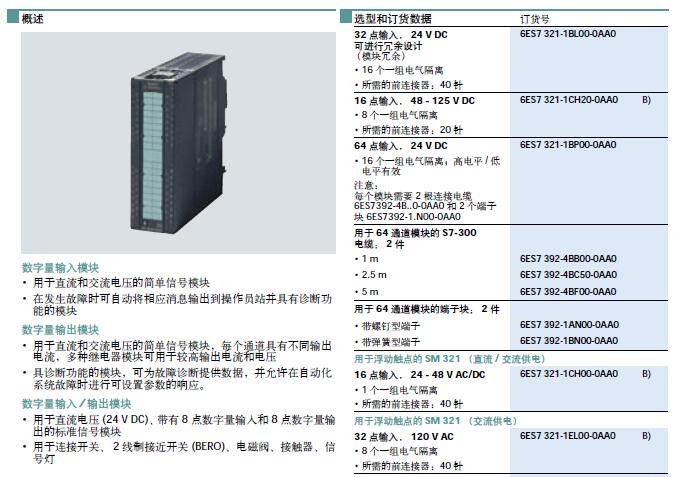 概述
数字量输入模块
• 用于直流和交流电压的简单信号模块
• 在发生故障时可自动将相应消息输出到操作员站并具有诊断功
能的模块
数字量输出模块
• 用于直流和交流电压的简单信号模块，每个通道具有不同输出
电流，多种继电器模块可用于较高输出电流和电压
• 具诊断功能的模块，可为故障诊断提供数据，并允许在自动化
系统故障时进行可设置参数的响应。
数字量输入/输出模块
• 用于直流电压 (24 V DC)、带有 8 点数字量输入和 8 点数字量输
出的标准信号模块
• 用于连接开关、 2 线制接近开关 (BERO)、电磁阀、接触器、信
号灯
选型和订货数据 订货号
32 点输入， 24 V DC 6ES7 321-1BL00-0AA0
可进行冗余设计
（模块冗余）
• 16 个一组电气隔离
• 所需的前连接器：40 针
16 点输入， 48 - 125 V DC 6ES7 321-1CH20-0AA0 B)
• 8 个一组电气隔离
• 所需的前连接器：20 针
64 点输入， 24 V DC 6ES7 321-1BP00-0AA0
• 16 个一组电气隔离；高电平 / 低
电平有效
注意：
每个模块需要 2 根连接电缆
6ES7392-4B..0-0AA0 和 2 个端子
块 6ES7392-1.N00-0AA0
用于 64 通道模块的 S7-300
电缆； 2 件
• 1 m 6ES7 392-4BB00-0AA0
• 2.5 m 6ES7 392-4BC50-0AA0
• 5 m 6ES7 392-4BF00-0AA0
用于 64 通道模块的端子块； 2 件
• 带螺钉型端子 6ES7 392-1AN00-0AA0
• 带弹簧型端子 6ES7 392-1BN00-0AA0
用于浮动触点的 SM 321 （直流 / 交流供电）
16 点输入， 24 - 48 V AC/DC 6ES7 321-1CH00-0AA0 B)
• 1 个一组电气隔离
• 所需的前连接器：40 针
用于浮动触点的 SM 321 （交流供电）
32 点输入， 120 V AC 6ES7 321-1EL00-0AA0 B)
• 8 个一组电气隔离
• 所需的前连接器：40 针